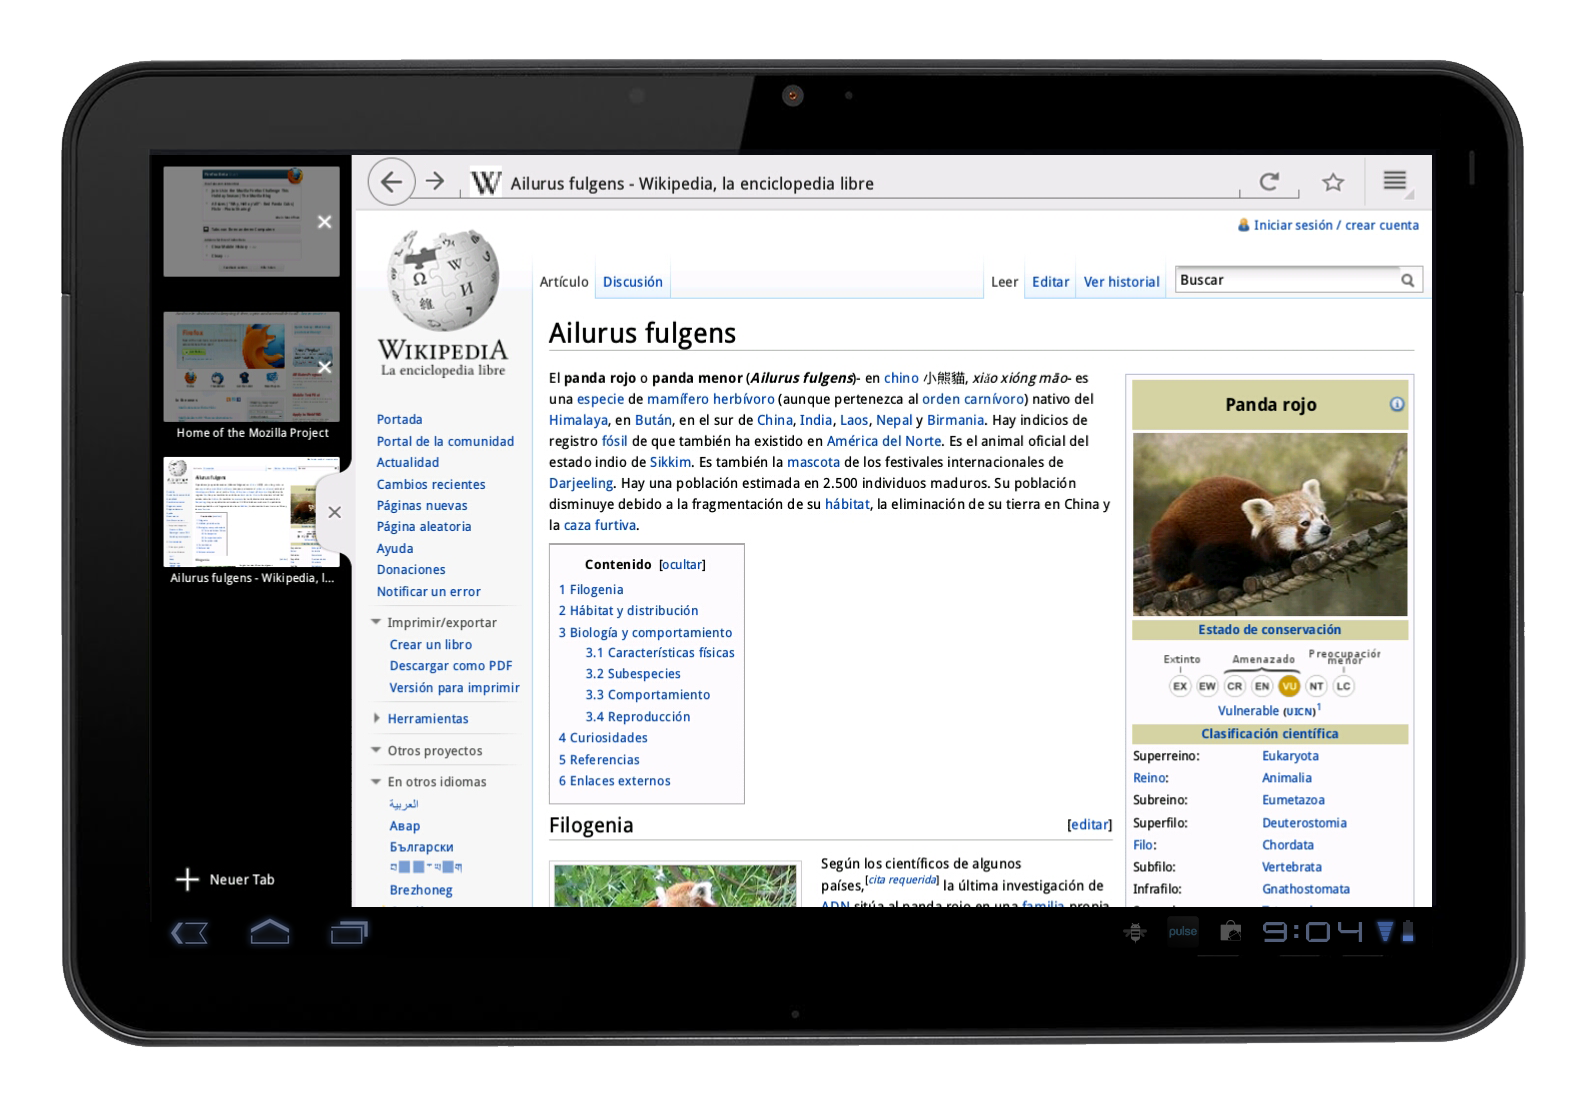 Ailurus fulgens - Wikipedia, la enciclopedia libre
Home of the Mozilla Project
Ailurus fulgens - Wikipedia, l...
Neuer Tab
WIKIPEDIA
La enciclopedia libre
Portada
Portal de la comunidad
Actualidad
Cambios recientes
Páginas nuevas
Página aleatoria
Ayuda
Donaciones
Notificar un error
Imprimir/exportar
Crear un libro
Descargar como PDF
Versión para imprimir
Herramientas
Otros proyectos
En otros idiomas
العربية
Авар
Български
Brezhoneg
Iniciar sesión / crear cuenta
Artículo Discusión Leer Editar Ver historial Buscar
Ailurus fulgens
El panda rojo o panda menor (Ailurus fulgens)- en chino 小熊貓, xiǎo xióng māo- es
una especie de mamífero herbívoro (aunque pertenezca al orden carnívoro) nativo del
Himalaya, en Bután, en el sur de China, India, Laos, Nepal y Birmania. Hay indicios de
registro fósil de que también ha existido en América del Norte. Es el animal oficial del
estado indio de Sikkim. Es también la mascota de los festivales internacionales de
Darjeeling. Hay una población estimada en 2.500 individuos maduros. Su población
disminuye debido a la fragmentación de su hábitat, la eliminación de su tierra en China y
la caza furtiva.
Contenido [ocultar]
1 Filogenia
2 Hábitat y distribución
3 Biología y comportamiento
3.1 Características físicas
3.2 Subespecies
3.3 Comportamiento
3.4 Reproducción
4 Curiosidades
5 Referencias
6 Enlaces externos
Filogenia [editar]
Según los científicos de algunos
países,[cita requerida] la última investigación de
ADN sitúa al panda rojo en una familia propia
Panda rojo
Estado de conservación
Extinto Amenazado Preocupación menor
EX EW CR EN VU NT LC
Vulnerable (UICN)1
Clasificación científica
Superreino: Eukaryota
Reino: Animalia
Subreino: Eumetazoa
Superfilo: Deuterostomia
Filo: Chordata
Subfilo: Vertebrata
Infrafilo: Gnathostomata
pulse
9:04